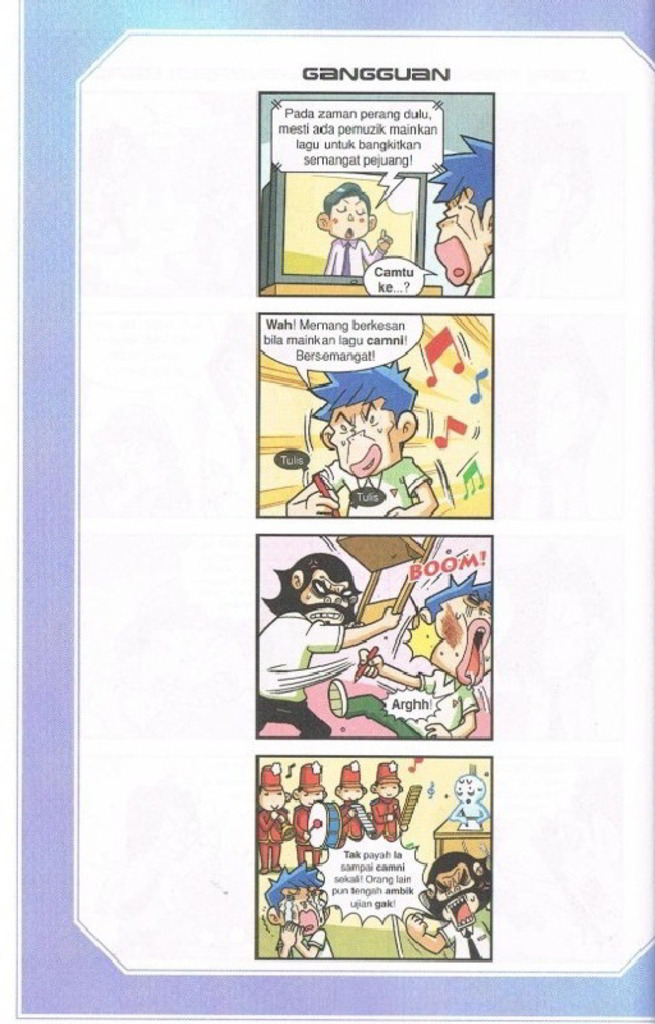 GANGGUAN
Pada zaman perang dulu,
mesti ada pemuzik mainkan
lagu untuk bangkitkan
semangat pejuang!
Camtu
ke...?
Wah! Memang berkesan
bila mainkan lagu camni!
Bersemangat!
Tulis
Tulis
BOOM!
Arghh!
Tak payah la
sampai camni
sekali! Orang lain
pun tengah ambik
ujian gak!